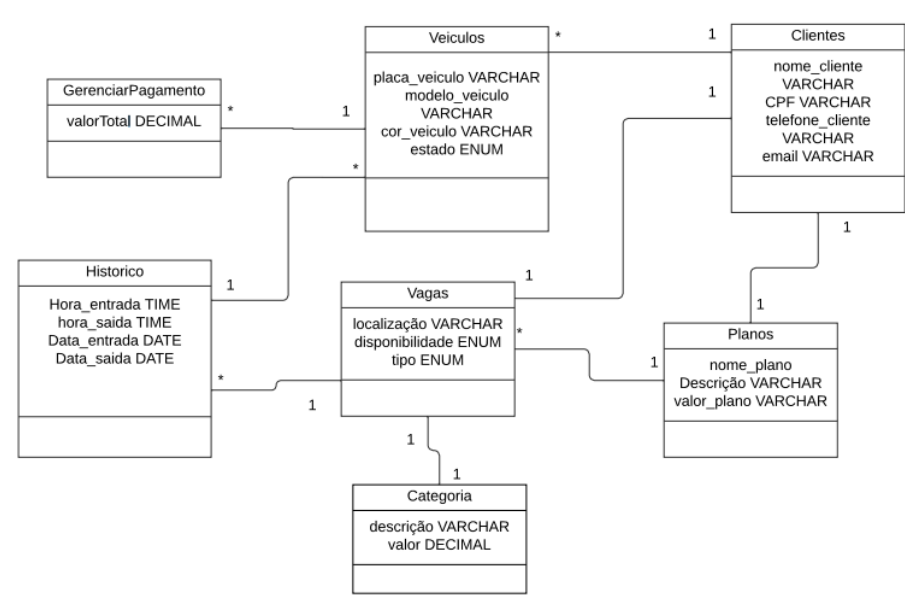 Veiculos
placa_veiculo VARCHAR
modelo_veiculo
VARCHAR
cor_veiculo VARCHAR
estado ENUM
*
1
Clientes
nome_cliente
VARCHAR
CPF VARCHAR
telefone_cliente
VARCHAR
email VARCHAR
1
GerenciarPagamento
valorTotal DECIMAL
*
1
*
1
Historico
Hora_entrada TIME
hora_saida TIME
Data_entrada DATE
Data_saida DATE
1
*
1
Vagas
localização VARCHAR
disponibilidade ENUM
tipo ENUM
1
*
1
1
Planos
nome_plano
Descrição VARCHAR
valor_plano VARCHAR
1
1
Categoria
descrição VARCHAR
valor DECIMAL